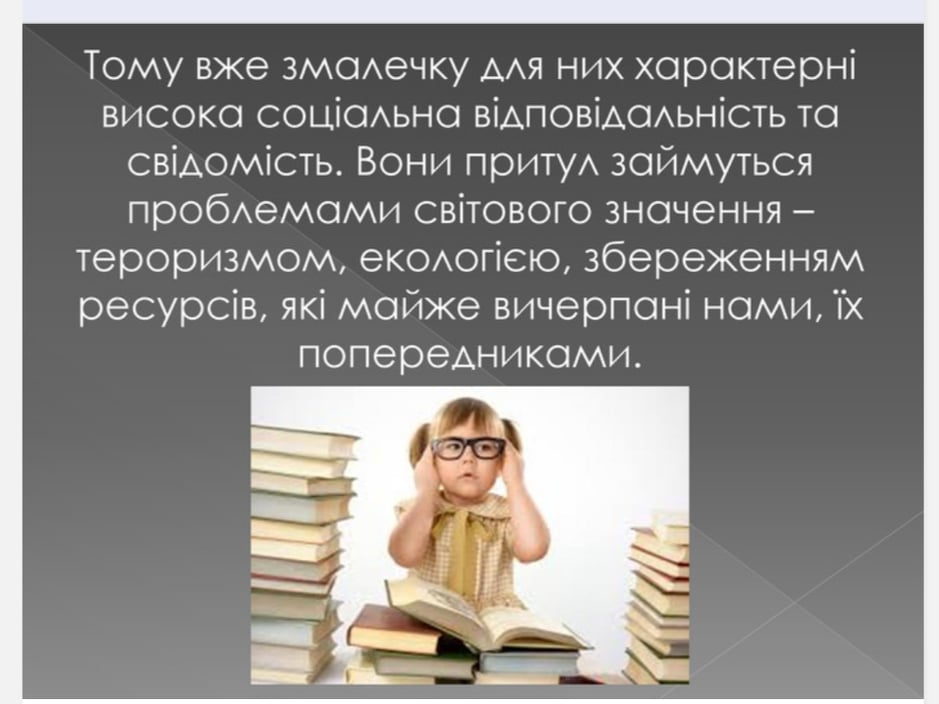 Тому вже змалечку для них характерні
висока соціальна відповідальність та
свідомість. Вони притул займуться
проблемами світового значення –
тероризмом, екологією, збереженням
ресурсів, які майже вичерпані нами, їх
попередниками.